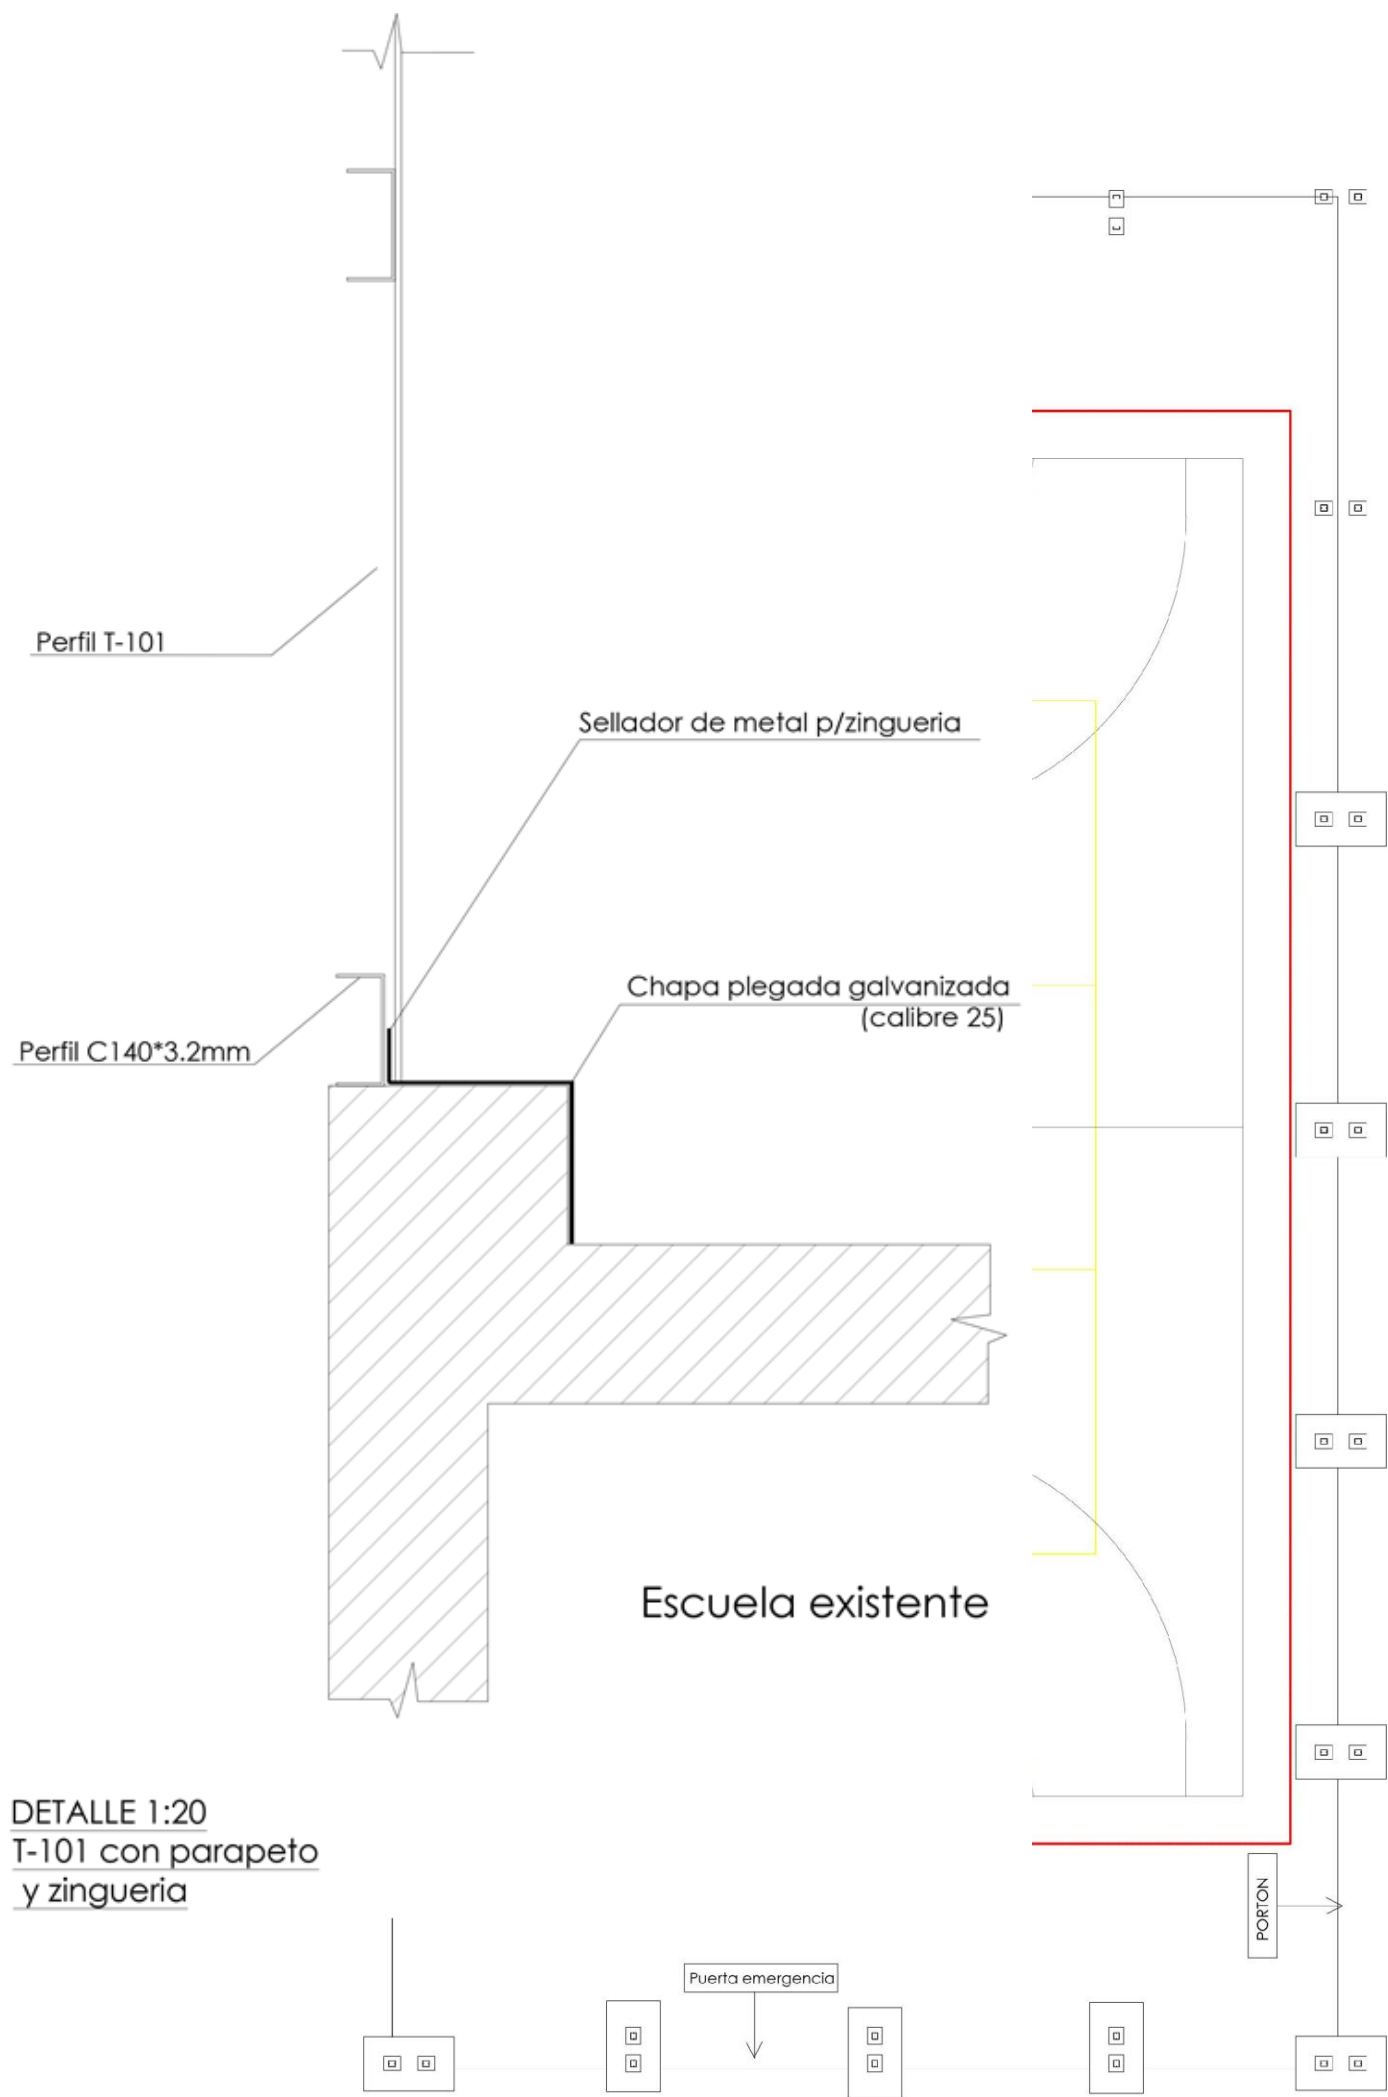 Perfil T-101
Sellador de metal p/zingueria
Chapa plegada galvanizada
(calibre 25)
Perfil C140*3.2mm
Escuela existente
DETALLE 1:20
T-101 con parapeto
y zingueria
PORTON
Puerta emergencia